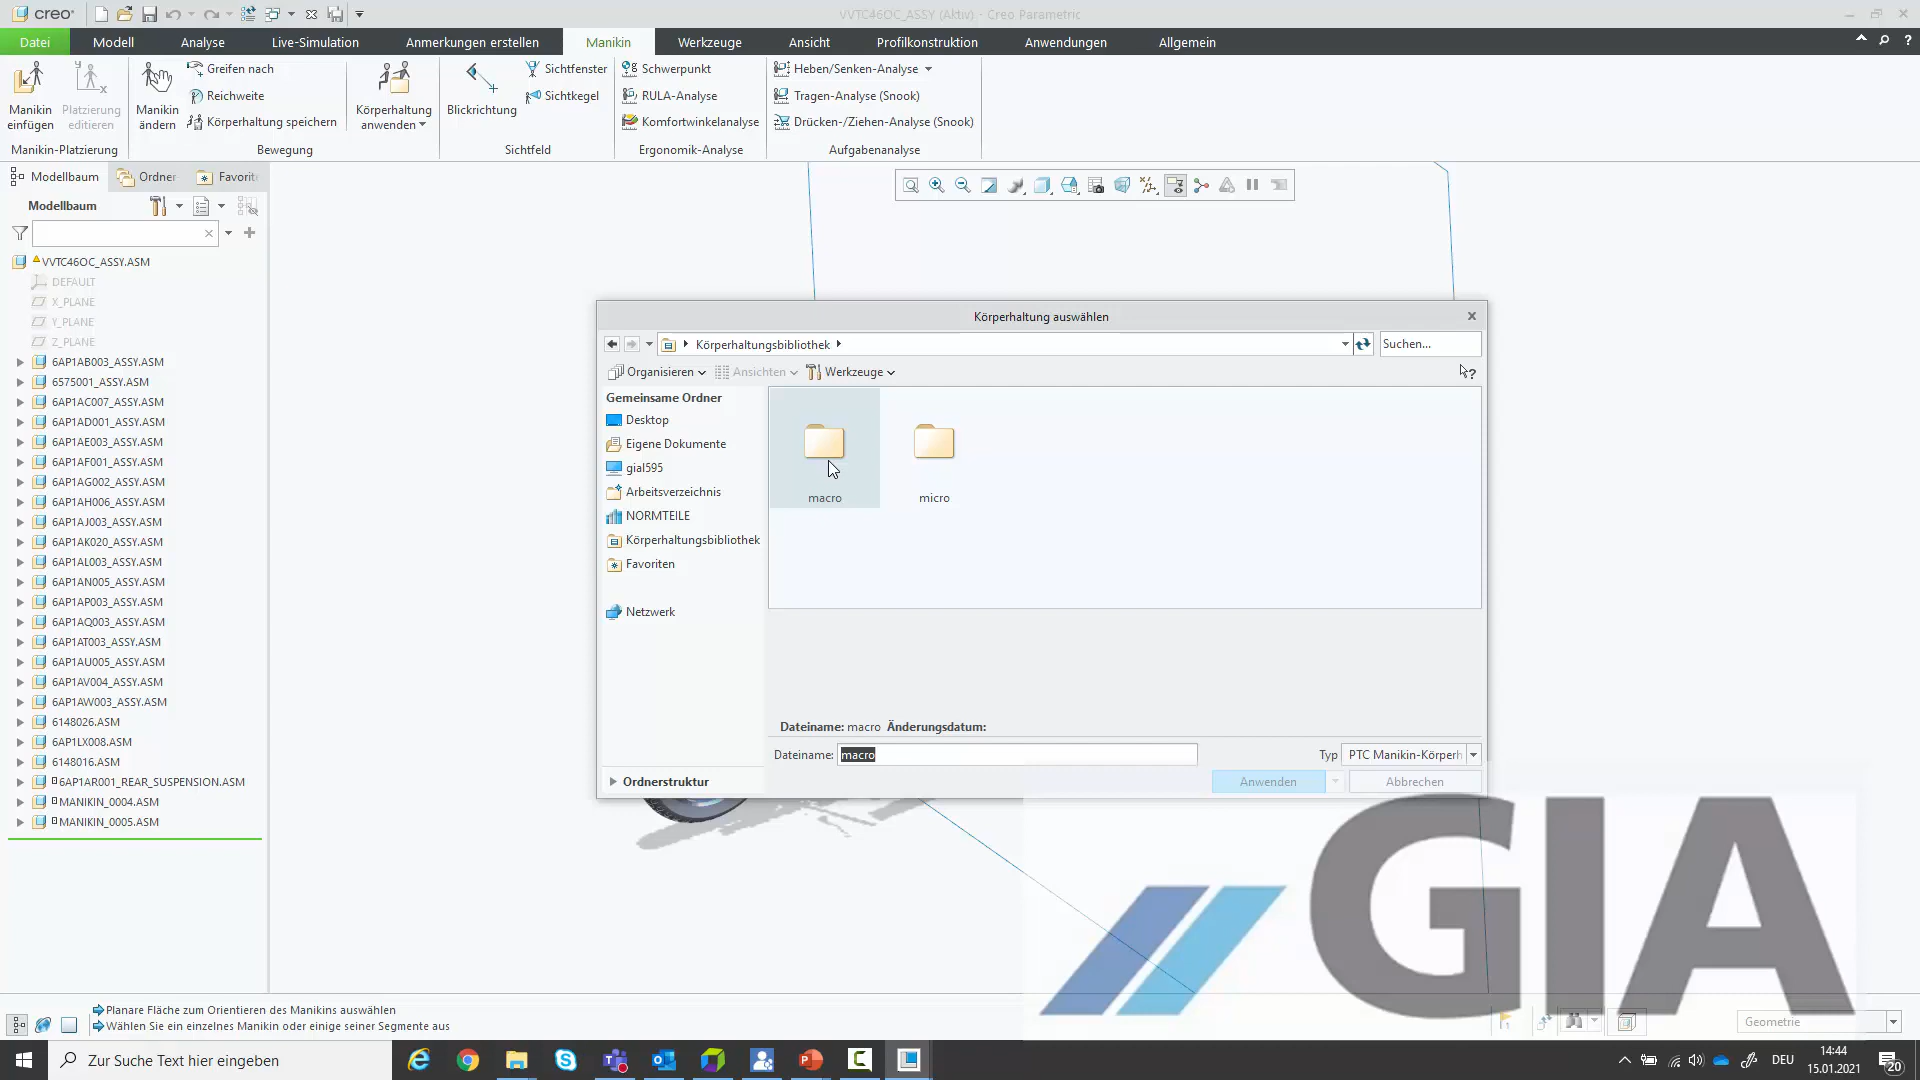 creo
VVTC46OC_ASSY (Aktiv) - Creo Parametric
Datei
Modell
Analyse
Live-Simulation
Anmerkungen erstellen
Manikin
Werkzeuge
Ansicht
Profilkonstruktion
Anwendungen
Allgemein
Manikin einfügen
Platzierung editieren
Manikin-Platzierung
Manikin ändern
Greifen nach
Reichweite
Körperhaltung speichern
Körperhaltung anwenden
Bewegung
Blickrichtung
Sichtfenster
Sichtkegel
Sichtfeld
Schwerpunkt
RULA-Analyse
Komfortwinkelanalyse
Ergonomik-Analyse
Heben/Senken-Analyse
Tragen-Analyse (Snook)
Drücken-/Ziehen-Analyse (Snook)
Aufgabenanalyse
Modellbaum
Ordner
Favorit
Modellbaum
VVTC46OC_ASSY.ASM
DEFAULT
X_PLANE
Y_PLANE
Z_PLANE
6AP1AB003_ASSY.ASM
6575001_ASSY.ASM
6AP1AC007_ASSY.ASM
6AP1AD001_ASSY.ASM
6AP1AE003_ASSY.ASM
6AP1AF001_ASSY.ASM
6AP1AG002_ASSY.ASM
6AP1AH006_ASSY.ASM
6AP1AJ003_ASSY.ASM
6AP1AK020_ASSY.ASM
6AP1AL003_ASSY.ASM
6AP1AN005_ASSY.ASM
6AP1AP003_ASSY.ASM
6AP1AQ003_ASSY.ASM
6AP1AT003_ASSY.ASM
6AP1AU005_ASSY.ASM
6AP1AV004_ASSY.ASM
6AP1AW003_ASSY.ASM
6148026.ASM
6AP1LX008.ASM
6148016.ASM
6AP1AR001_REAR_SUSPENSION.ASM
MANIKIN_0004.ASM
MANIKIN_0005.ASM
Körperhaltung auswählen
Körperhaltungsbibliothek
Suchen...
Organisieren
Ansichten
Werkzeuge
Gemeinsame Ordner
Desktop
Eigene Dokumente
gial595
Arbeitsverzeichnis
NORMTEILE
Körperhaltungsbibliothek
Favoriten
Netzwerk
Ordnerstruktur
macro
micro
Dateiname: macro Änderungsdatum:
Dateiname: macro
Typ PTC Manikin-Körperh
Anwenden
Abbrechen
GIA
Planare Fläche zum Orientieren des Manikins auswählen
Wählen Sie ein einzelnes Manikin oder einige seiner Segmente aus
Geometrie
Zur Suche Text hier eingeben
DEU
14:44
15.01.2021
20